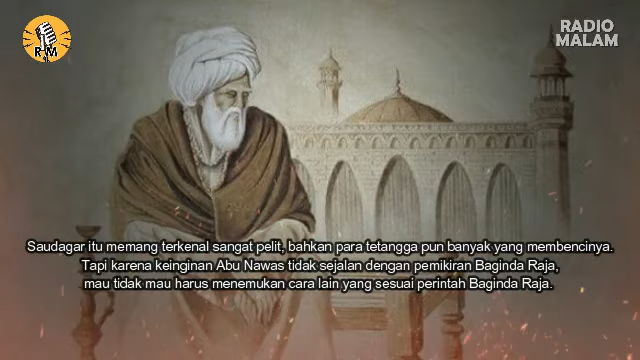 RM
RADIO
MALAM
Saudagar itu memang terkenal sangat pelit, bahkan para tetangga pun banyak yang membencinya.
Tapi karena keinginan Abu Nawas tidak sejalan dengan pemikiran Baginda Raja,
mau tidak mau harus menemukan cara lain yang sesuai perintah Baginda Raja.